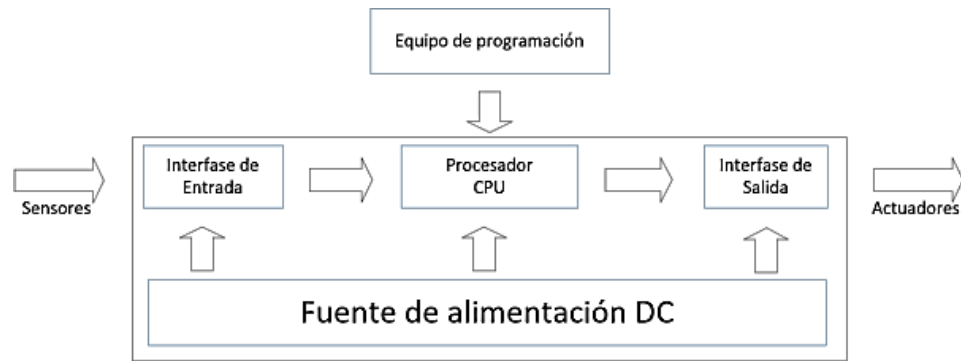 Equipo de programación
Interfase de
Entrada
Procesador
CPU
Interfase de
Salida
Sensores
Actuadores
Fuente de alimentación DC